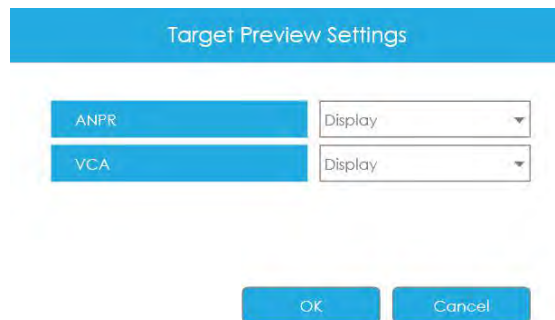 Target Preview Settings
ANPR Display
VCA Display
OK Cancel